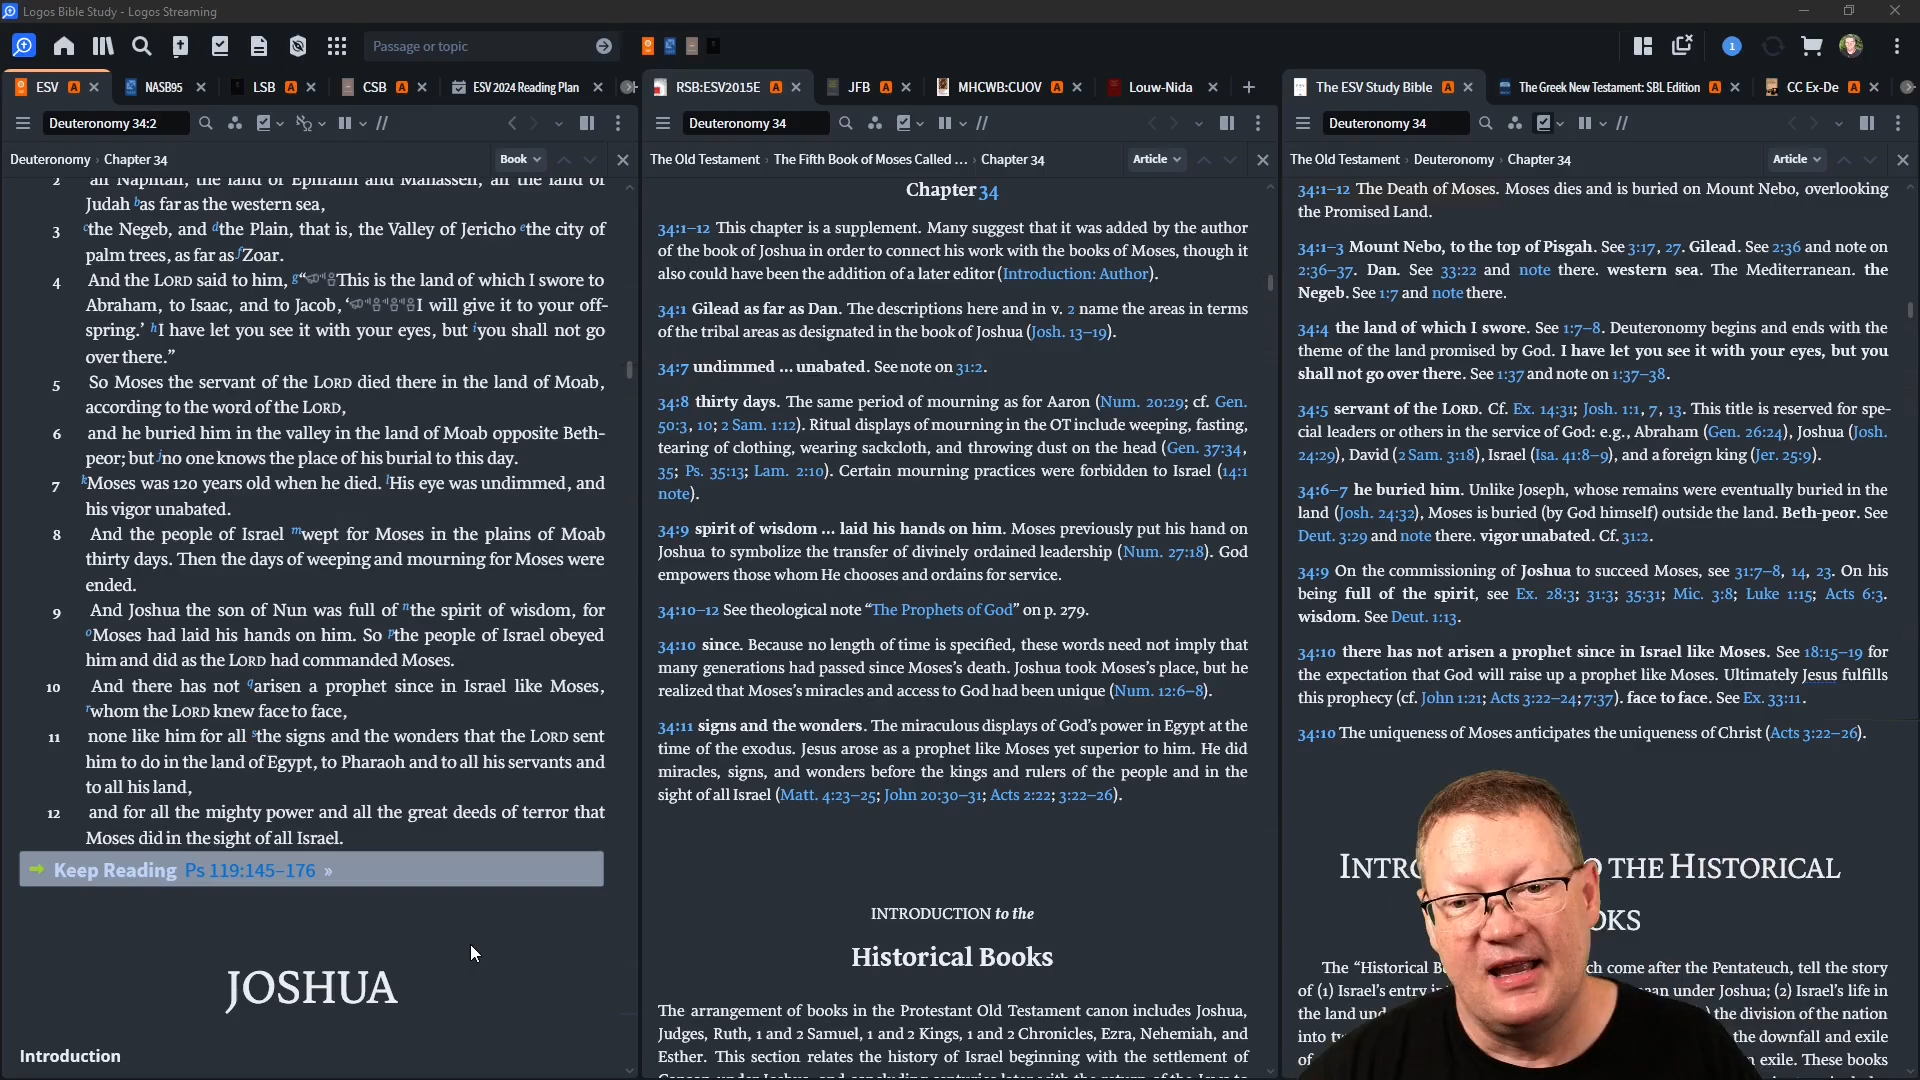 Logos Bible Study - Logos Streaming
Passage or topic
1
ESV A
NASB95
LSB A
CSB A
ESV 2024 Reading Plan
RSB:ESV2015E A
JFB A
MHCWB:CUOV A
Louw-Nida
The ESV Study Bible A
The Greek New Testament: SBL Edition A
CC Ex-De A
Deuteronomy 34:2
Deuteronomy › Chapter 34
Book
all Naphtali, the land of Ephraim and Manasseh, all the land of
2
Judah b as far as the western sea,
3 c the Negeb, and d the Plain, that is, the Valley of Jericho e the city of
palm trees, as far as f Zoar.
4 And the LORD said to him, g “This is the land of which I swore to
Abraham, to Isaac, and to Jacob, ‘I will give it to your off-
spring.’ h I have let you see it with your eyes, but i you shall not go
over there.”
5 So Moses the servant of the LORD died there in the land of Moab,
according to the word of the LORD,
6 and he buried him in the valley in the land of Moab opposite Beth-
peor; but j no one knows the place of his burial to this day.
7 k Moses was 120 years old when he died. l His eye was undimmed, and
his vigor unabated.
8 And the people of Israel m wept for Moses in the plains of Moab
thirty days. Then the days of weeping and mourning for Moses were
ended.
9 And Joshua the son of Nun was full of n the spirit of wisdom, for
o Moses had laid his hands on him. So p the people of Israel obeyed
him and did as the LORD had commanded Moses.
10 And there has not q arisen a prophet since in Israel like Moses,
r whom the LORD knew face to face,
11 none like him for all s the signs and the wonders that the LORD sent
him to do in the land of Egypt, to Pharaoh and to all his servants and
to all his land,
12 and for all the mighty power and all the great deeds of terror that
Moses did in the sight of all Israel.
Keep Reading Ps 119:145–176 »
JOSHUA
Introduction
Deuteronomy 34
The Old Testament › The Fifth Book of Moses Called ... › Chapter 34
Article
Chapter 34
34:1–12 This chapter is a supplement. Many suggest that it was added by the author
of the book of Joshua in order to connect his work with the books of Moses, though it
also could have been the addition of a later editor (Introduction: Author).
34:1 Gilead as far as Dan. The descriptions here and in v. 2 name the areas in terms
of the tribal areas as designated in the book of Joshua (Josh. 13–19).
34:7 undimmed ... unabated. See note on 31:2.
34:8 thirty days. The same period of mourning as for Aaron (Num. 20:29; cf. Gen.
50:3, 10; 2 Sam. 1:12). Ritual displays of mourning in the OT include weeping, fasting,
tearing of clothing, wearing sackcloth, and throwing dust on the head (Gen. 37:34,
35; Ps. 35:13; Lam. 2:10). Certain mourning practices were forbidden to Israel (14:1
note).
34:9 spirit of wisdom ... laid his hands on him. Moses previously put his hand on
Joshua to symbolize the transfer of divinely ordained leadership (Num. 27:18). God
empowers those whom He chooses and ordains for service.
34:10–12 See theological note “The Prophets of God” on p. 279.
34:10 since. Because no length of time is specified, these words need not imply that
many generations had passed since Moses’s death. Joshua took Moses’s place, but he
realized that Moses’s miracles and access to God had been unique (Num. 12:6–8).
34:11 signs and the wonders. The miraculous displays of God’s power in Egypt at the
time of the exodus. Jesus arose as a prophet like Moses yet superior to him. He did
miracles, signs, and wonders before the kings and rulers of the people and in the
sight of all Israel (Matt. 4:23–25; John 20:30–31; Acts 2:22; 3:22–26).
INTRODUCTION to the
Historical Books
The arrangement of books in the Protestant Old Testament canon includes Joshua,
Judges, Ruth, 1 and 2 Samuel, 1 and 2 Kings, 1 and 2 Chronicles, Ezra, Nehemiah, and
Esther. This section relates the history of Israel beginning with the settlement of
Deuteronomy 34
The Old Testament › Deuteronomy › Chapter 34
Article
34:1–12 The Death of Moses. Moses dies and is buried on Mount Nebo, overlooking
the Promised Land.
34:1–3 Mount Nebo, to the top of Pisgah. See 3:17, 27. Gilead. See 2:36 and note on
2:36–37. Dan. See 33:22 and note there. western sea. The Mediterranean. the
Negeb. See 1:7 and note there.
34:4 the land of which I swore. See 1:7–8. Deuteronomy begins and ends with the
theme of the land promised by God. I have let you see it with your eyes, but you
shall not go over there. See 1:37 and note on 1:37–38.
34:5 servant of the LORD. Cf. Ex. 14:31; Josh. 1:1, 7, 13. This title is reserved for spe-
cial leaders or others in the service of God: e.g., Abraham (Gen. 26:24), Joshua (Josh.
24:29), David (2 Sam. 3:18), Israel (Isa. 41:8–9), and a foreign king (Jer. 25:9).
34:6–7 he buried him. Unlike Joseph, whose remains were eventually buried in the
land (Josh. 24:32), Moses is buried (by God himself) outside the land. Beth-peor. See
Deut. 3:29 and note there. vigor unabated. Cf. 31:2.
34:9 On the commissioning of Joshua to succeed Moses, see 31:7–8, 14, 23. On his
being full of the spirit, see Ex. 28:3; 31:3; 35:31; Mic. 3:8; Luke 1:15; Acts 6:3.
wisdom. See Deut. 1:13.
34:10 there has not arisen a prophet since in Israel like Moses. See 18:15–19 for
the expectation that God will raise up a prophet like Moses. Ultimately Jesus fulfills
this prophecy (cf. John 1:21; Acts 3:22–24; 7:37). face to face. See Ex. 33:11.
34:10 The uniqueness of Moses anticipates the uniqueness of Christ (Acts 3:22–26).
THE HISTORICAL
The “Historical which come after the Pentateuch, tell the story
of (1) Israel’s entry under Joshua; (2) Israel’s life in
the land the division of the nation
into the downfall and exile
of exile. These books